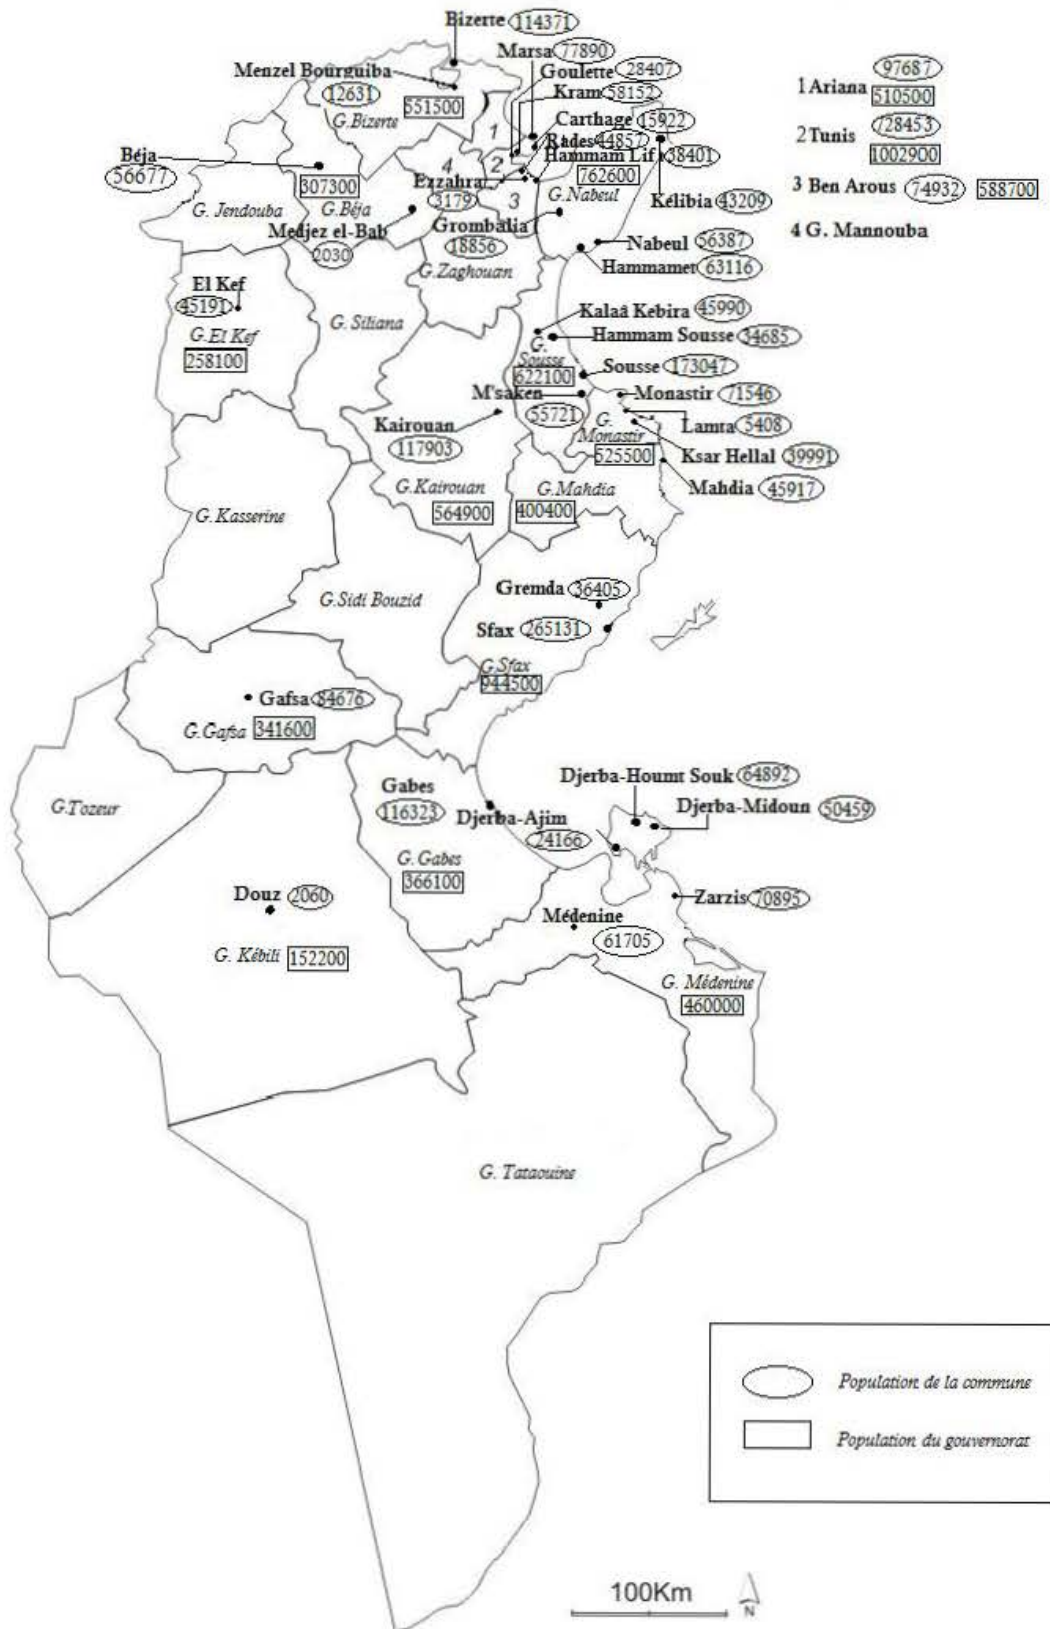 Bizerte 114371
Marsa 77890
Goulette 28407
Menzel Bourguiba
12631
Kram 58152
551500
G.Bizerte
Carthage 15922
Rades 44857
Hammam Lif 38401
762600
G.Nabeul
1
2
3
4
Béja
56677
307300
G.Béja
G. Jendouba
Ezzahra
3179
Medjez el-Bab
2030
Grombalia
18856
Kélibia 43209
Nabeul 56387
Hammamet 63116
G.Zaghouan
1 Ariana 97687
510500
2 Tunis 728453
1002900
3 Ben Arous 74932 588700
4 G. Mannouba
El Kef
45191
G.El Kef
258100
G. Siliana
Kalaâ Kebira 45990
Hammam Sousse 34685
G.
Sousse
622100
Sousse 173047
M'saken
55721
Monastir 71546
Lamta 5408
G.
Monastir
525500
Ksar Hellal 39991
Mahdia 45917
Kairouan
117903
G.Kairouan
564900
G.Mahdia
400400
G.Kasserine
G.Sidi Bouzid
Gremda 36405
Sfax 265131
G.Sfax
944500
Gafsa 84676
G.Gafsa 341600
G.Tozeur
Gabes
116323
G.Gabes
366100
Djerba-Houmt Souk 64892
Djerba-Midoun 50459
Djerba-Ajim
24166
Douz 2060
G. Kébili 152200
Zarzis 70895
Médenine
61705
G. Médenine
460000
G. Tataouine
Population de la commune
Population du gouvernorat
100Km
N